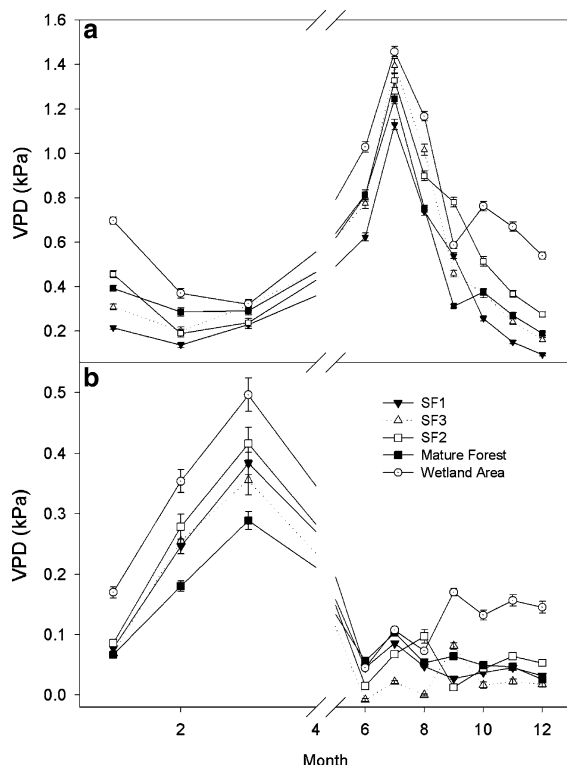 a
1.6
1.4
1.2
1.0
0.8
0.6
0.4
0.2
VPD (kPa)
b
0.5
0.4
0.3
0.2
0.1
0.0
VPD (kPa)
SF1
SF3
SF2
Mature Forest
Wetland Area
2 4 6 8 10 12
Month